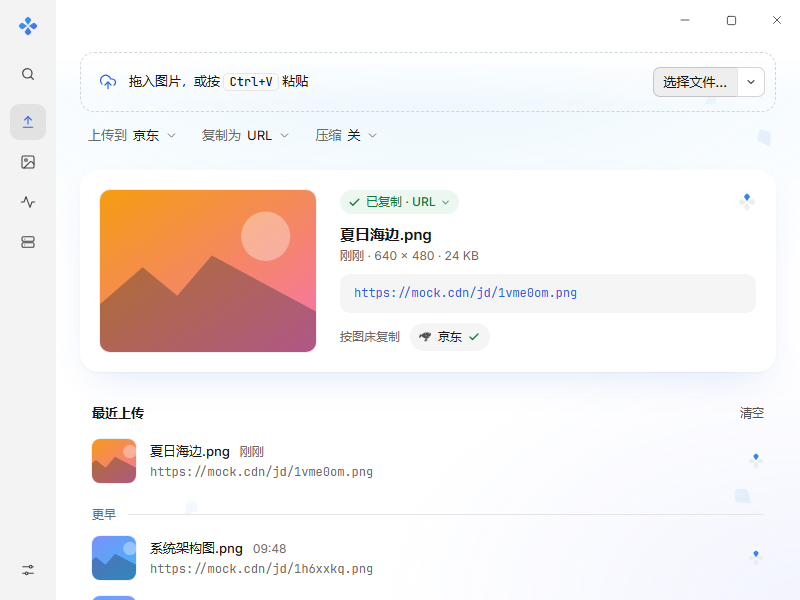 拖入图片，或按 Ctrl+V 粘贴
选择文件...
上传到 京东 复制为 URL 压缩 关
已复制 · URL
夏日海边.png
刚刚 · 640 × 480 · 24 KB
https://mock.cdn/jd/1vme0om.png
按图床复制 京东
最近上传 清空
夏日海边.png 刚刚
https://mock.cdn/jd/1vme0om.png
更早
系统架构图.png 09:48
https://mock.cdn/jd/1h6xxkq.png